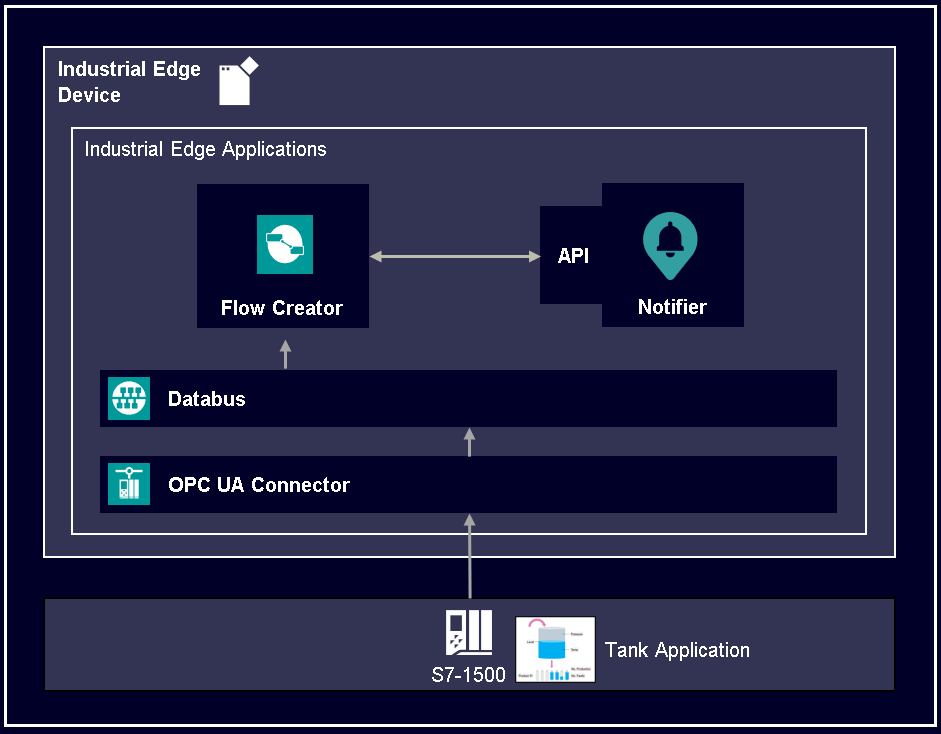 Industrial Edge
Device
Industrial Edge Applications
Flow Creator
API
Notifier
Databus
OPC UA Connector
S7-1500
Tank Application